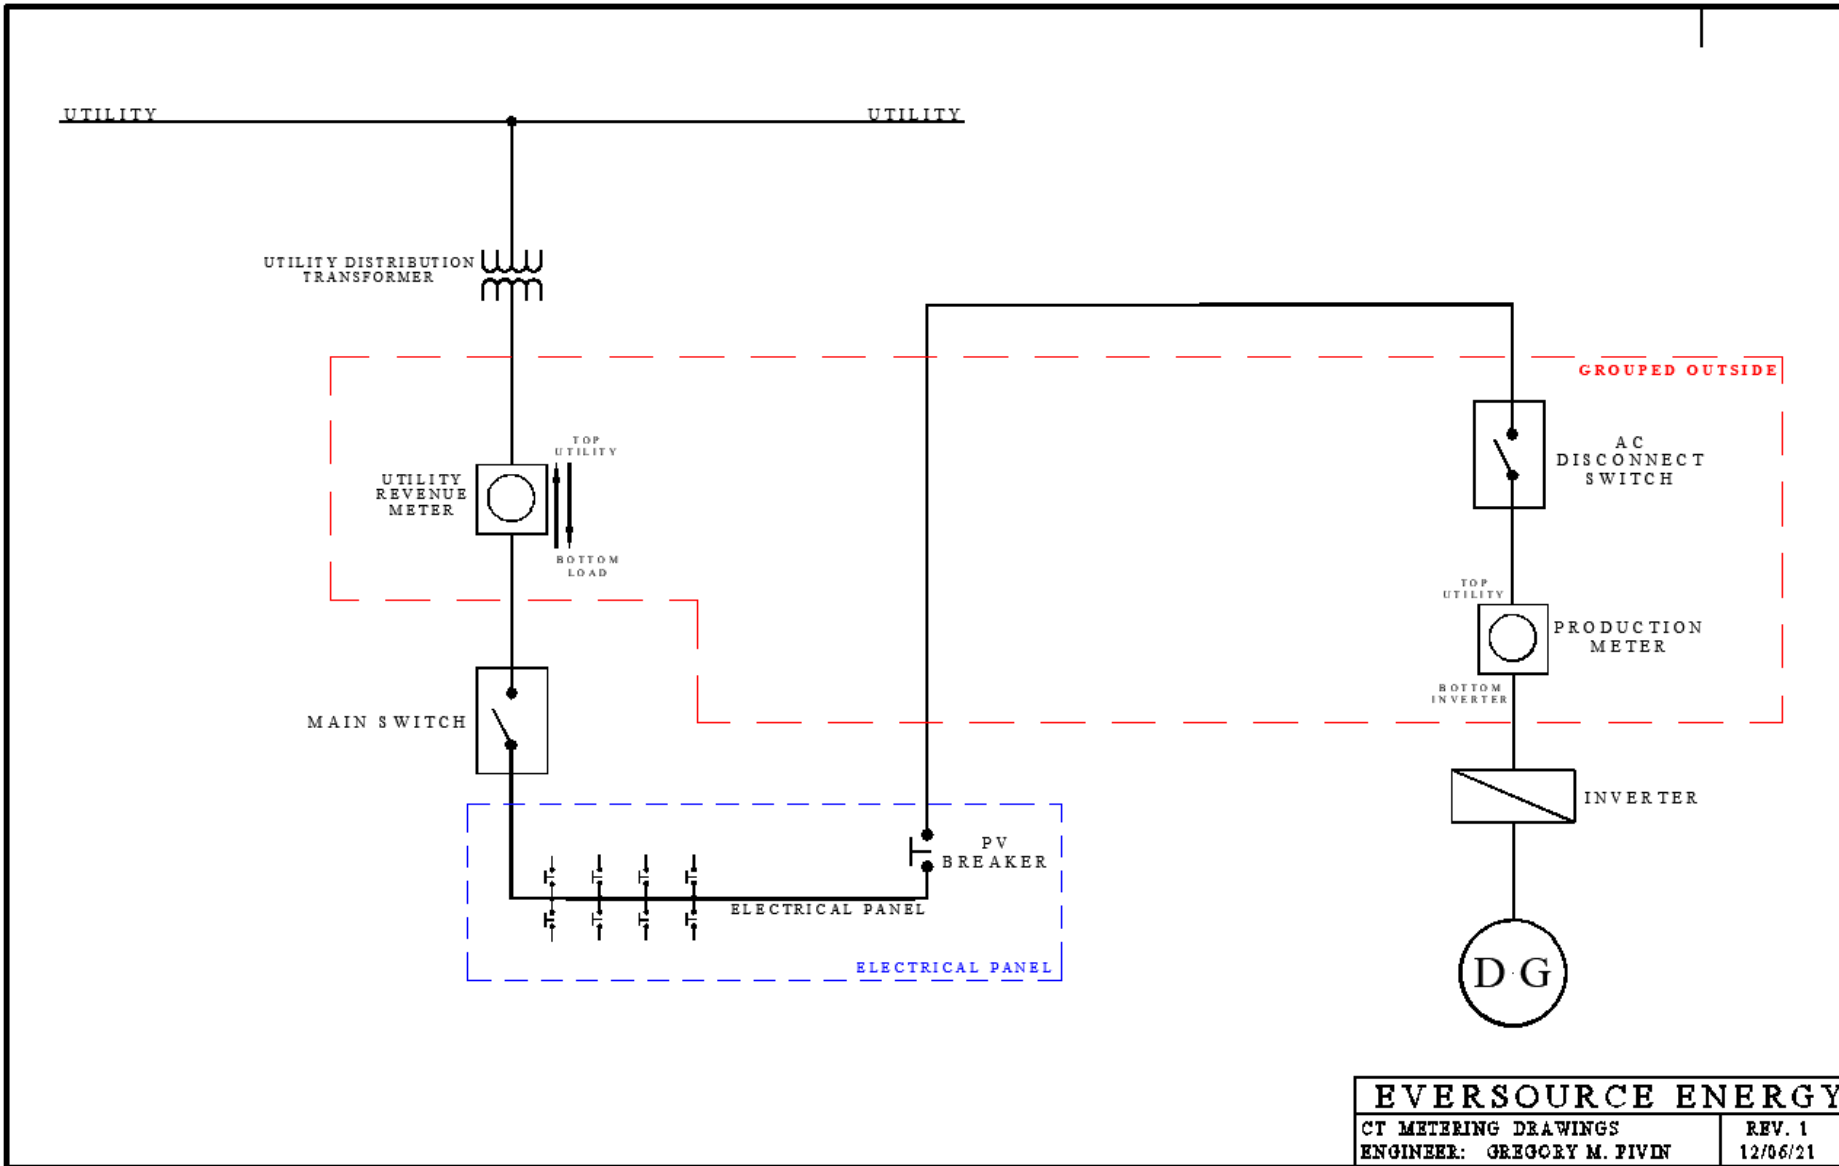 UTILITY
UTILITY
UTILITY DISTRIBUTION
TRANSFORMER
GROUPED OUTSIDE
TOP
UTILITY
UTILITY
REVENUE
METER
BOTTOM
LOAD
AC
DISCONNECT
SWITCH
TOP
UTILITY
PRODUCTION
METER
BOTTOM
INVERTER
MAIN SWITCH
INVERTER
PV
BREAKER
ELECTRICAL PANEL
ELECTRICAL PANEL
D·G
EVERSOURCE ENERGY
CT METERING DRAWINGS
ENGINEER: GREGORY M. PIVIN
REV. 1
12/06/21